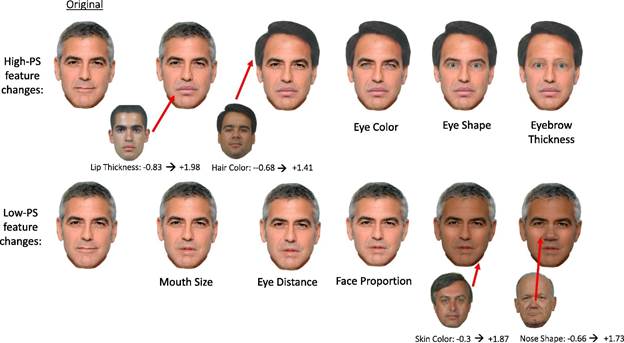 Original
High-PS
feature
changes:
Eye Color
Eye Shape
Eyebrow
Thickness
Lip Thickness: -0.83 → +1.98
Hair Color: --0.68 → +1.41
Low-PS
feature
changes:
Mouth Size
Eye Distance
Face Proportion
Skin Color: -0.3 → +1.87
Nose Shape: -0.66 → +1.73